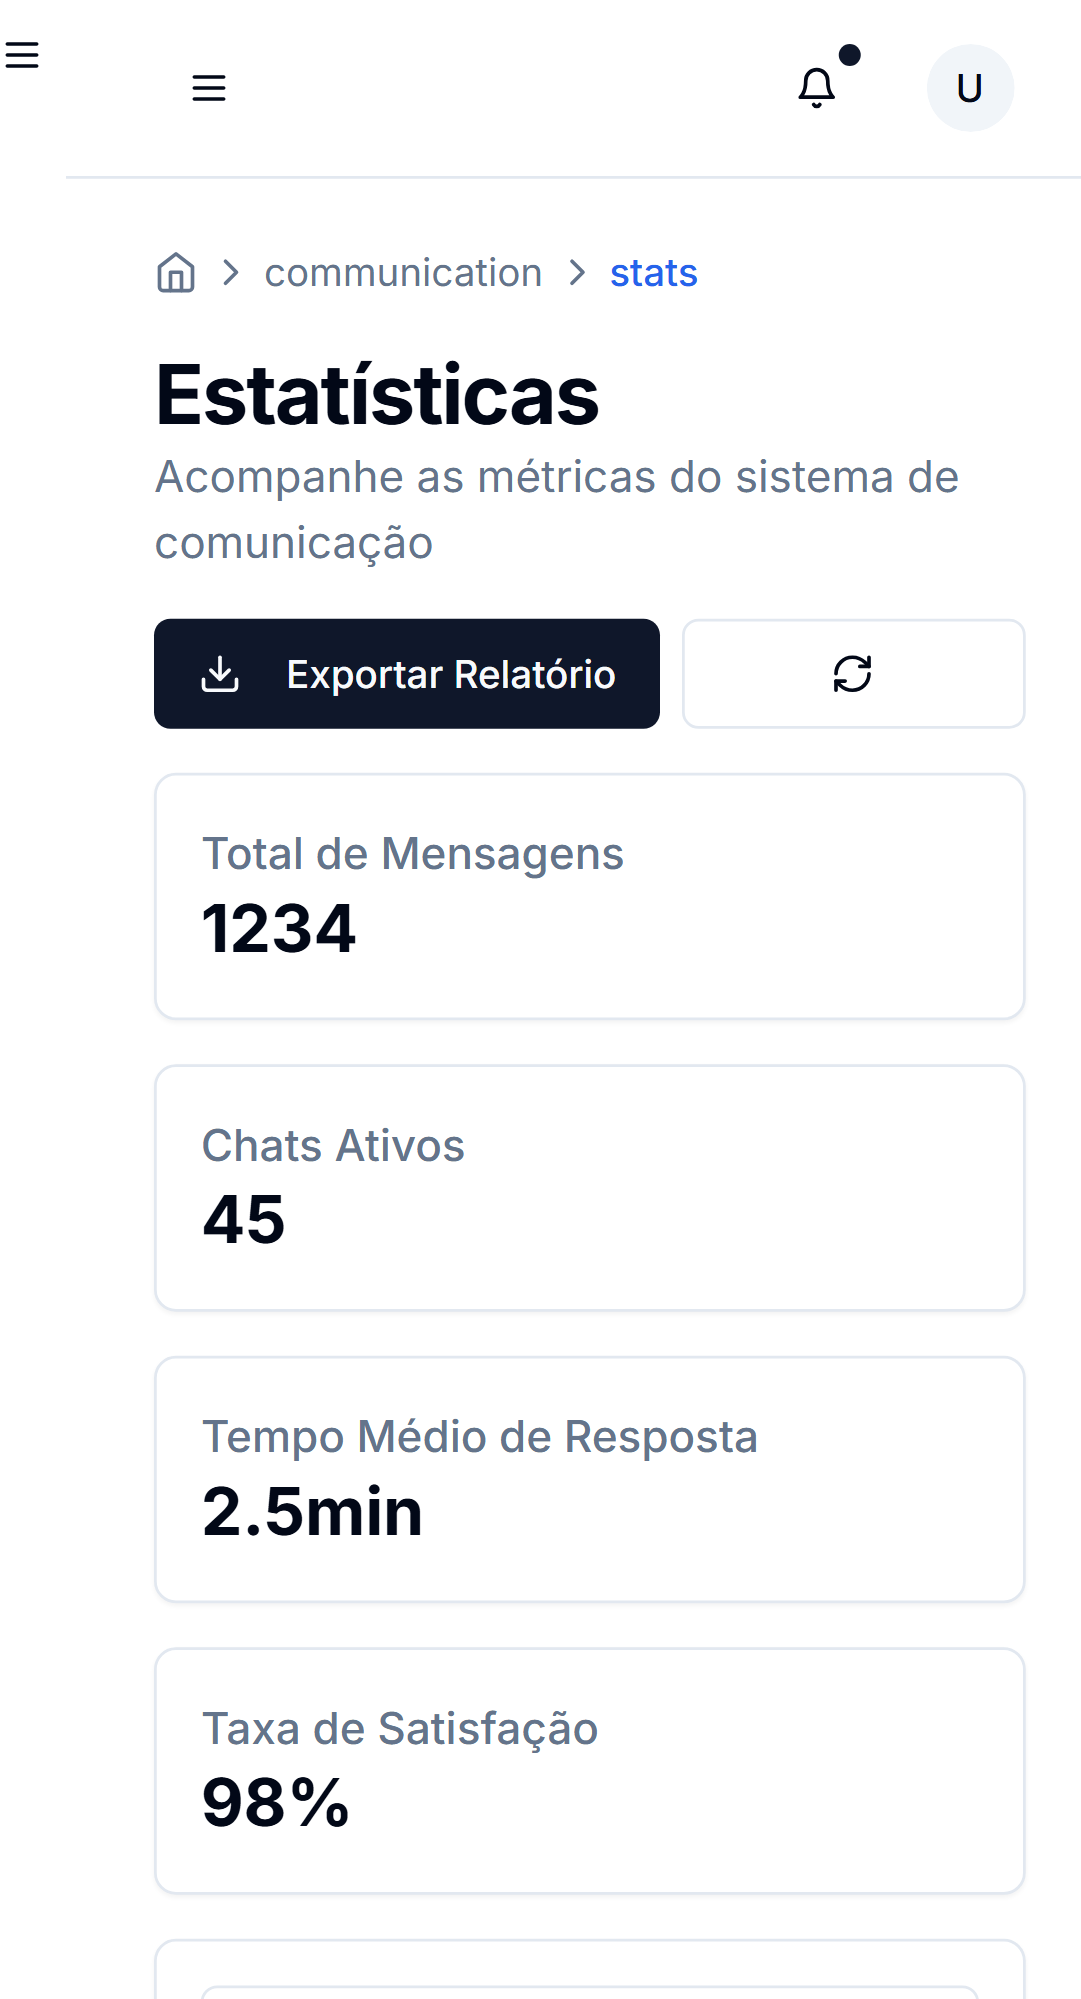 U
communication stats
Estatísticas
Acompanhe as métricas do sistema de
comunicação
Exportar Relatório
Total de Mensagens
1234
Chats Ativos
45
Tempo Médio de Resposta
2.5min
Taxa de Satisfação
98%